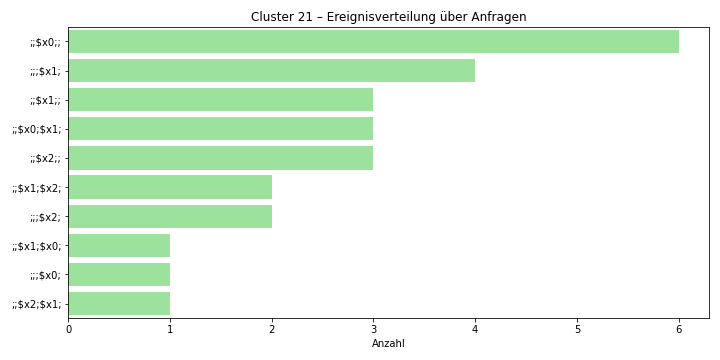 Cluster 21 – Ereignisverteilung über Anfragen
;;$x0;;
;;;$x1;
;;$x1;;
;;$x0;$x1;
;;$x2;;
;;$x1;$x2;
;;;$x2;
;;$x1;$x0;
;;;$x0;
;;$x2;$x1;
0 1 2 3 4 5 6
Anzahl